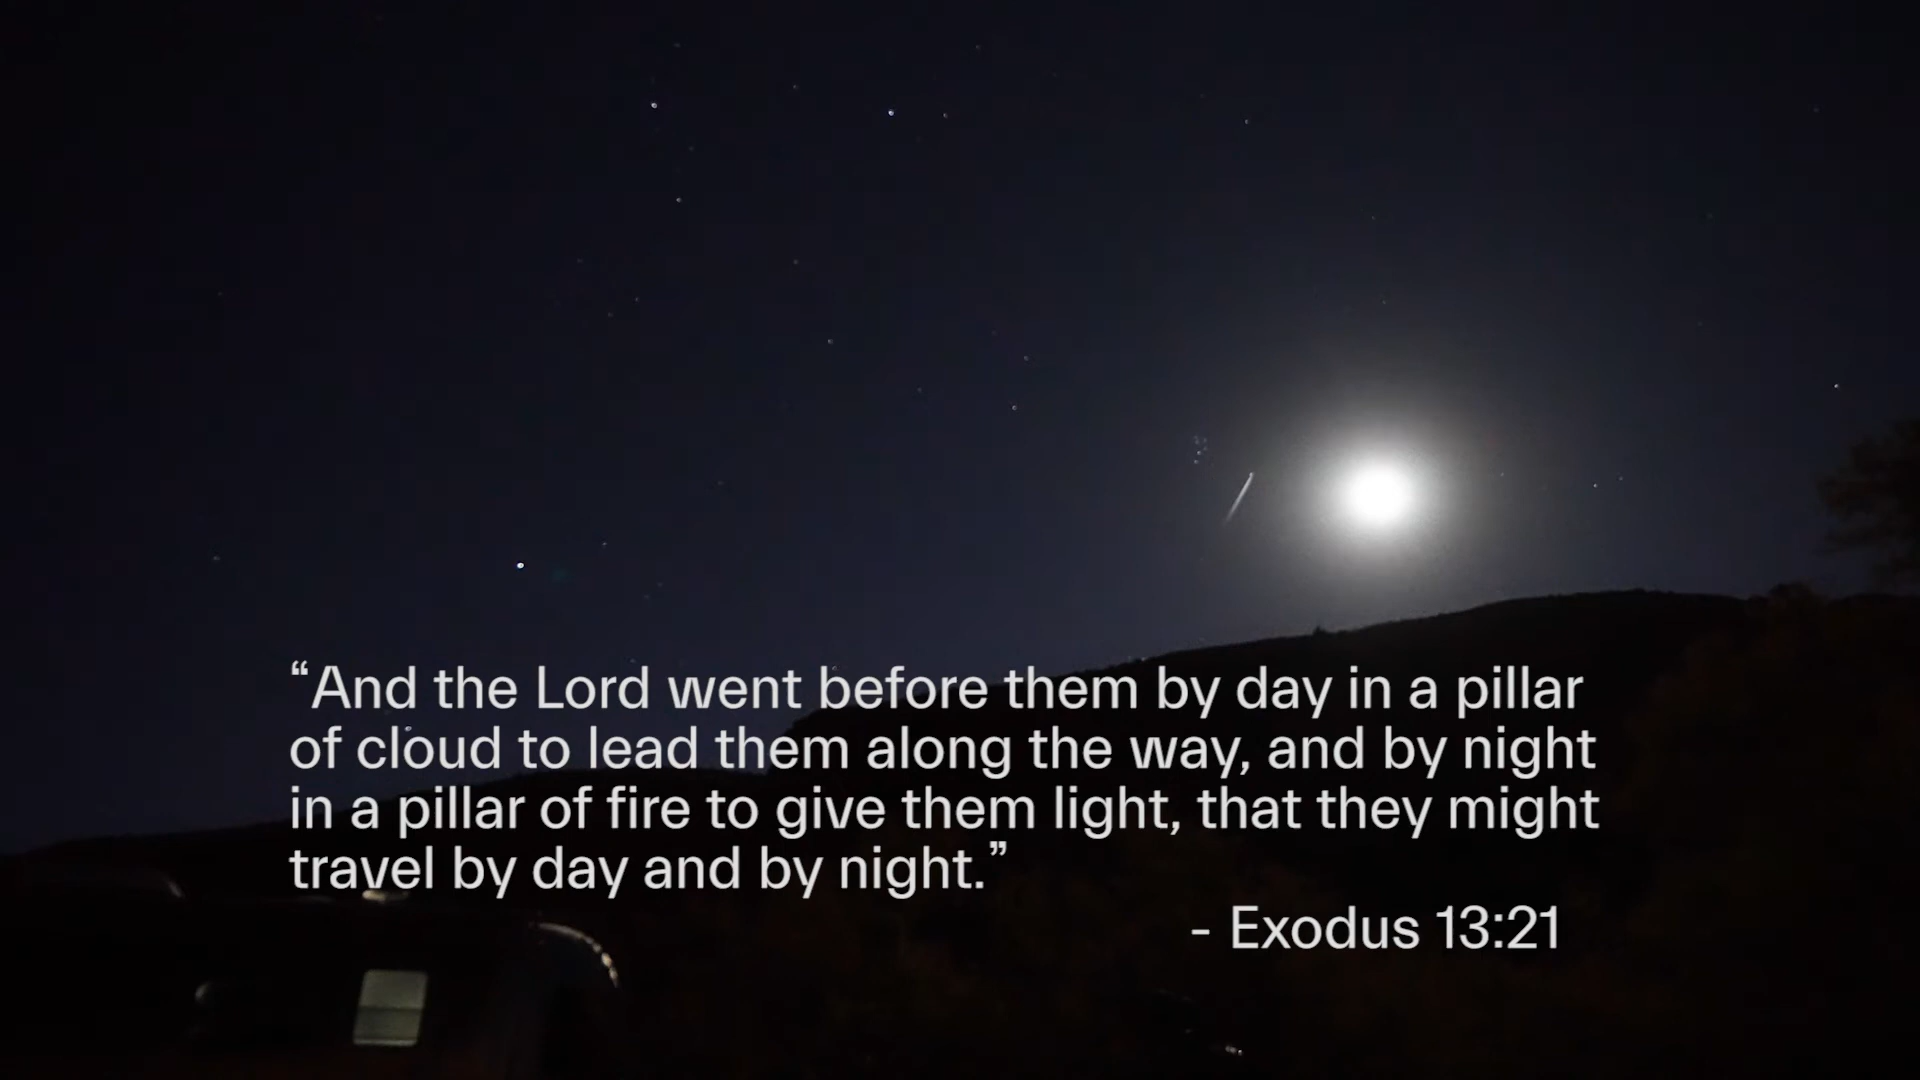 “And the Lord went before them by day in a pillar
of cloud to lead them along the way, and by night
in a pillar of fire to give them light, that they might
travel by day and by night.”
- Exodus 13:21